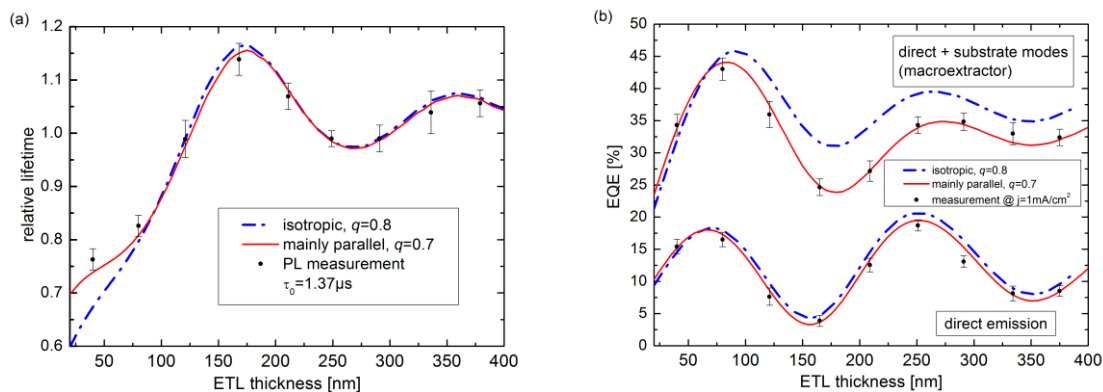 (a)
1.2
1.1
1.0
0.9
0.8
0.7
0.6
relative lifetime
isotropic, q=0.8
mainly parallel, q=0.7
PL measurement
τ0=1.37μs
50 100 150 200 250 300 350 400
ETL thickness [nm]
(b)
50
45
40
35
30
25
20
15
10
5
0
EQE [%]
direct + substrate modes
(macroextractor)
isotropic, q=0.8
mainly parallel, q=0.7
measurement @ j=1mA/cm²
direct emission
50 100 150 200 250 300 350 400
ETL thickness [nm]